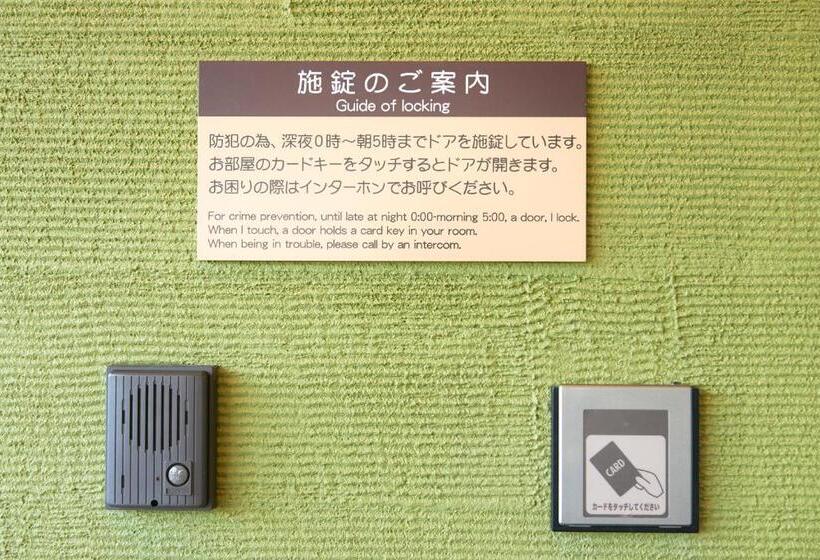 施錠のご案内
Guide of locking
防犯の為、深夜0時～朝5時までドアを施錠しています。
お部屋のカードキーをタッチするとドアが開きます。
お困りの際はインターホンでお呼びください。
For crime prevention, until late at night 0:00-morning 5:00, a door, I lock.
When I touch, a door holds a card key in your room.
When being in trouble, please call by an intercom.
CARD
カードをタッチしてください